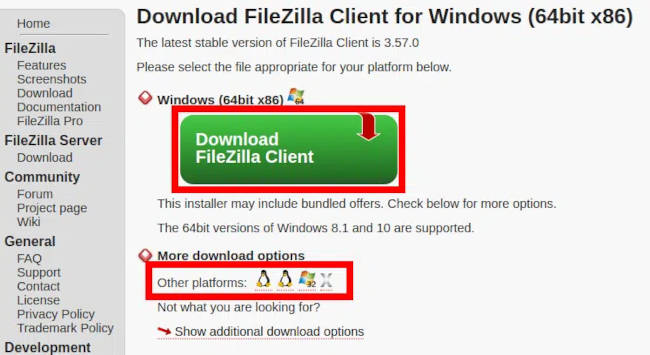 Home
FileZilla
Features
Screenshots
Download
Documentation
FileZilla Pro
FileZilla Server
Download
Community
Forum
Project page
Wiki
General
FAQ
Support
Contact
License
Privacy Policy
Trademark Policy
Development
Download FileZilla Client for Windows (64bit x86)
The latest stable version of FileZilla Client is 3.57.0
Please select the file appropriate for your platform below.
Windows (64bit x86) 64
Download
FileZilla Client
This installer may include bundled offers. Check below for more options.
The 64bit versions of Windows 8.1 and 10 are supported.
More download options
Other platforms: 32
Not what you are looking for?
Show additional download options